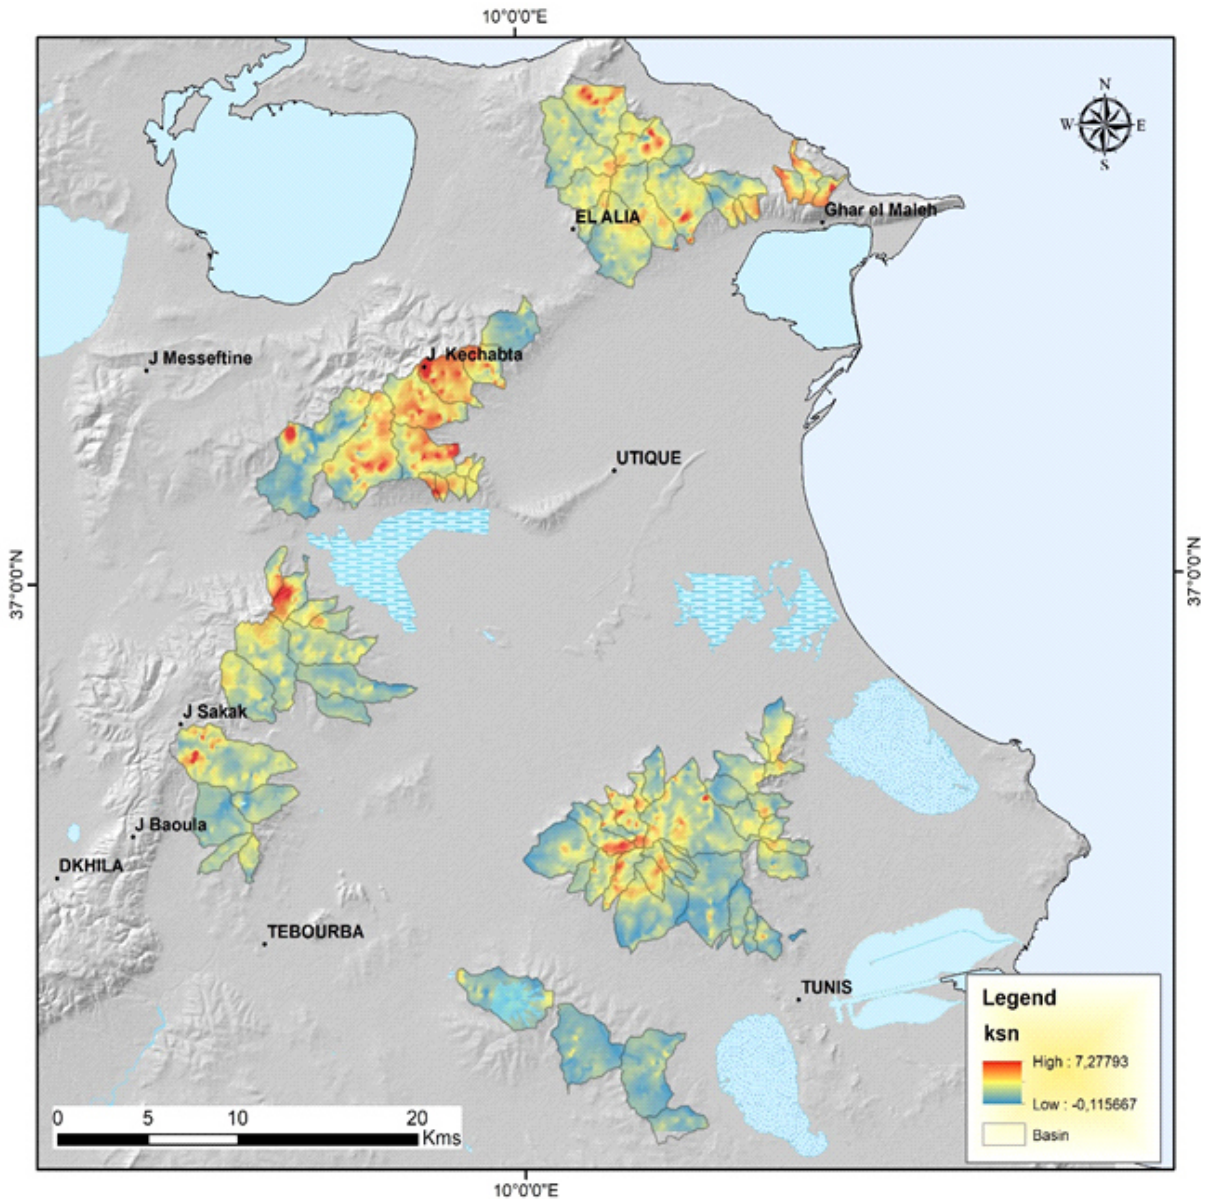 10°0'0"E
N
W
E
S
EL ALIA
Ghar el Maleh
J Messeftine
J Kechabta
UTIQUE
37°0'0"N
37°0'0"N
J Sakak
J Baoula
DKHILA
TEBOURBA
TUNIS
Legend
ksn
High : 7,27793
Low : -0,115667
Basin
0 5 10 20
Kms
10°0'0"E